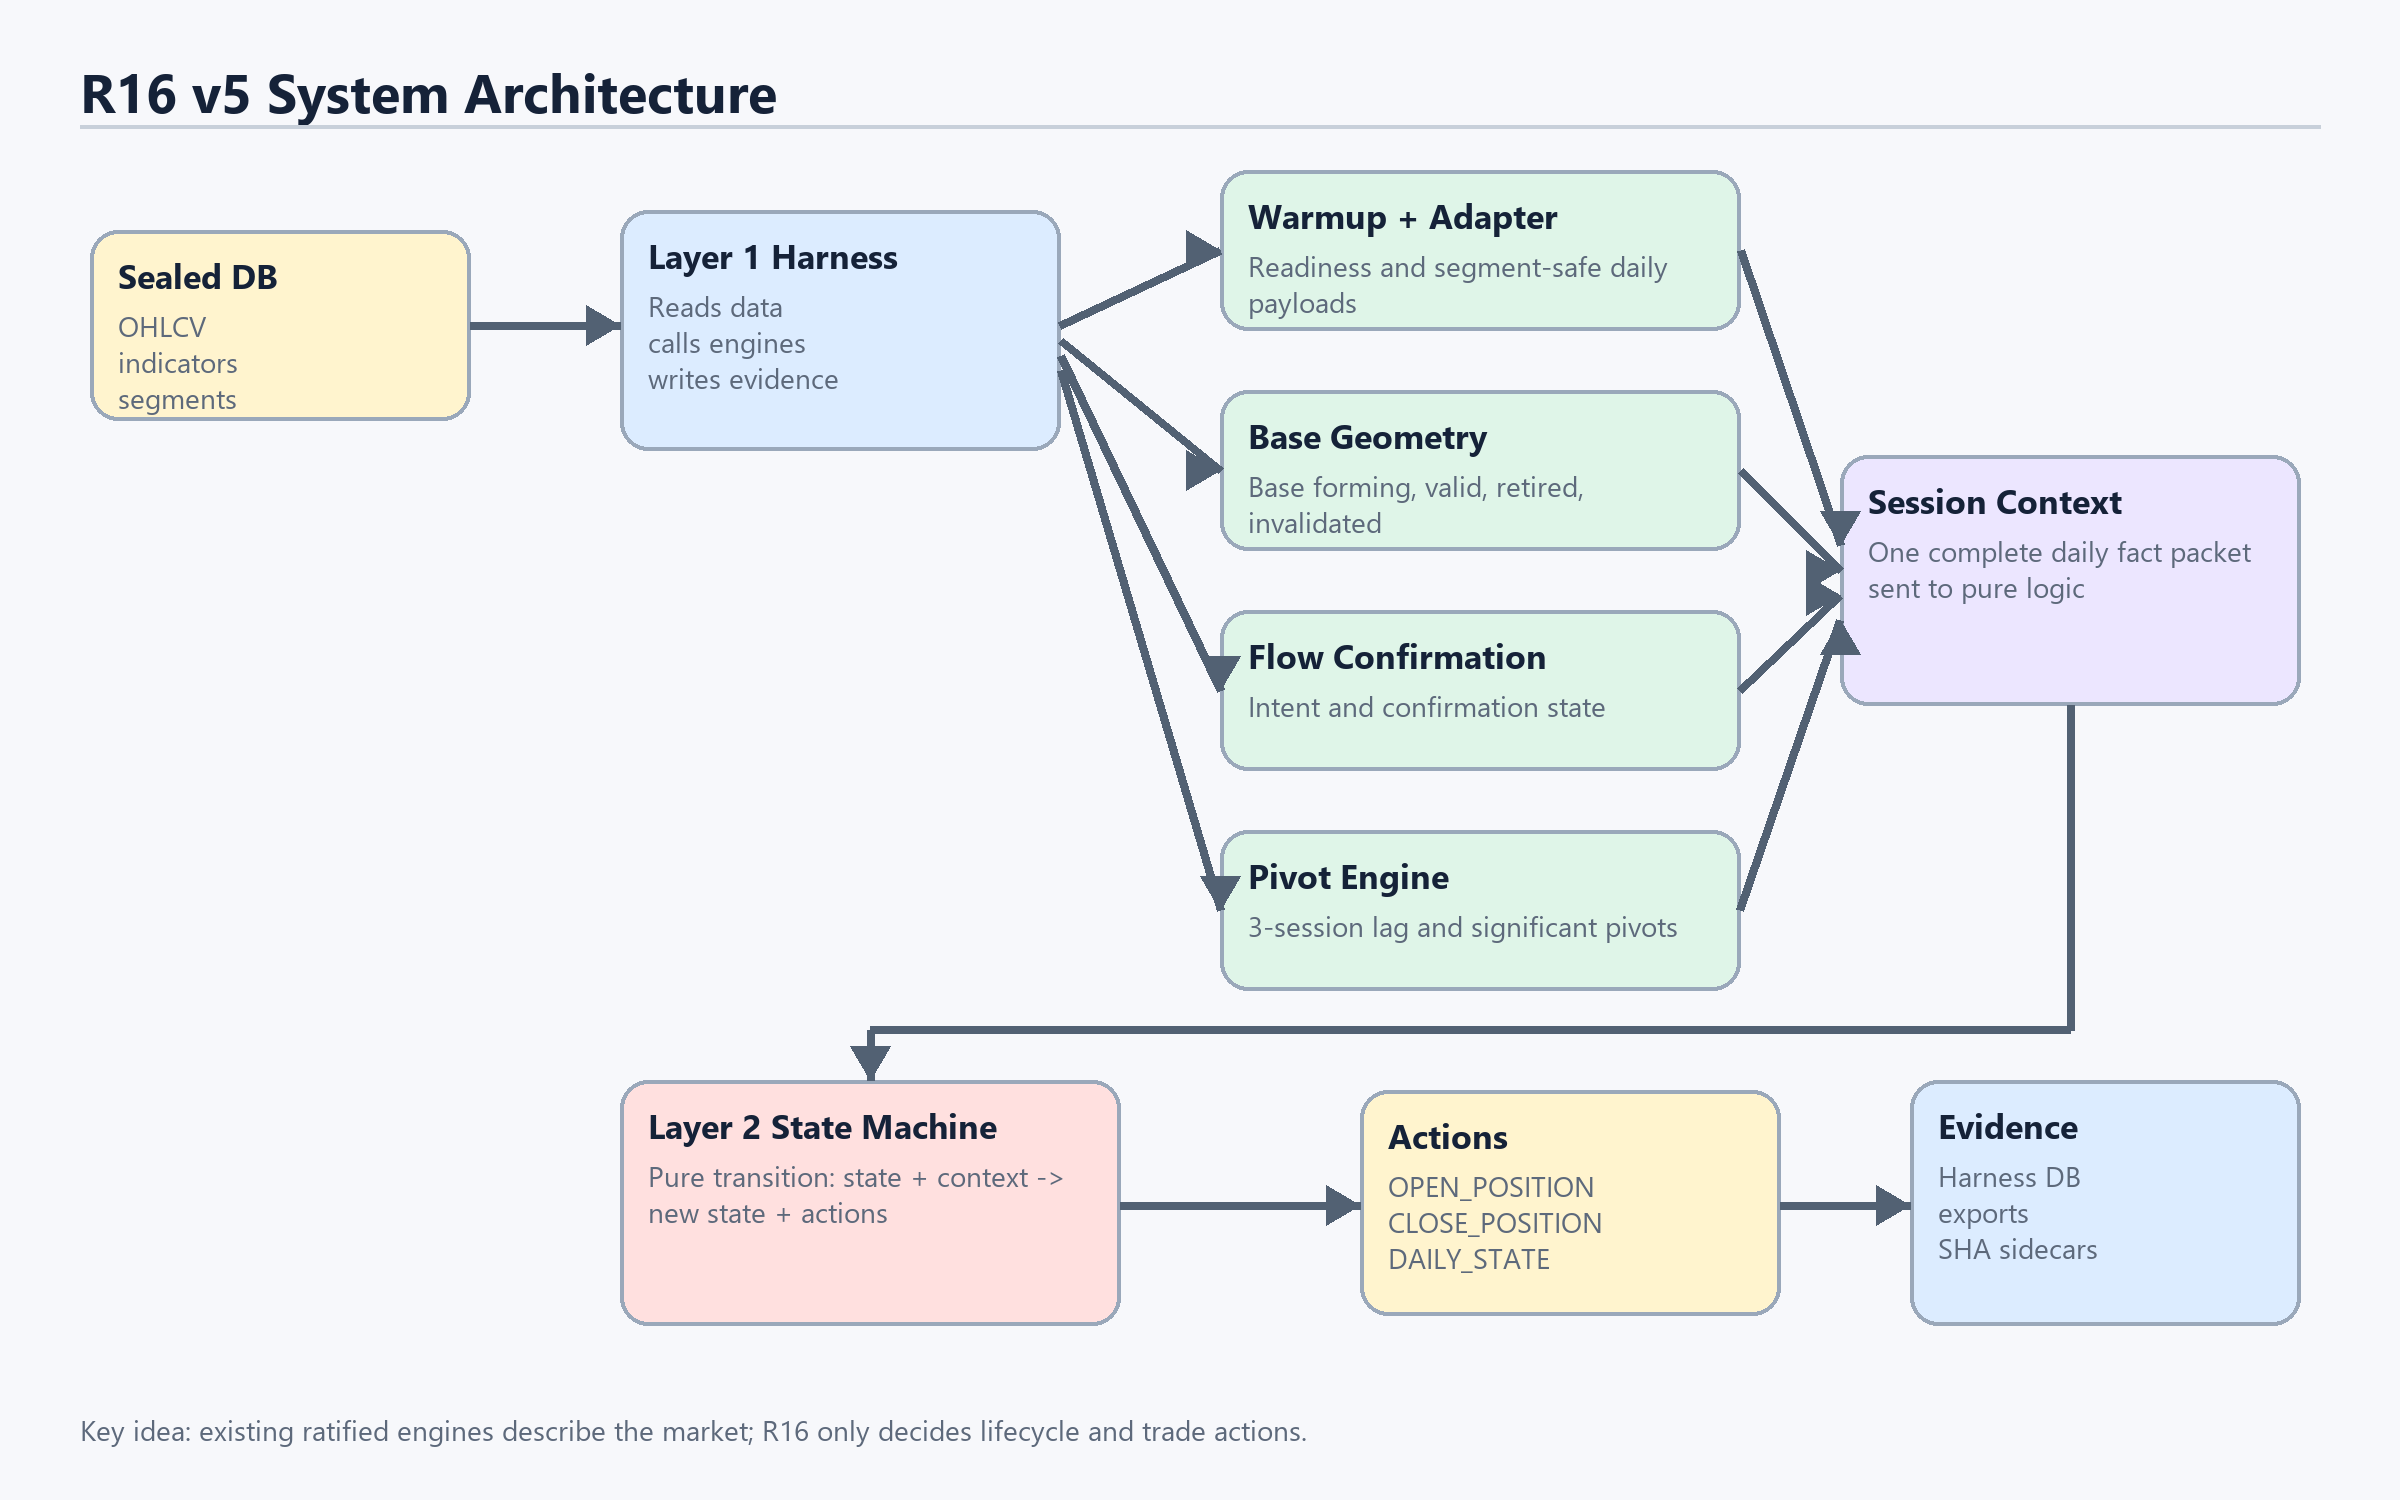 R16 v5 System Architecture
Sealed DB
OHLCV
indicators
segments
Layer 1 Harness
Reads data
calls engines
writes evidence
Warmup + Adapter
Readiness and segment-safe daily
payloads
Base Geometry
Base forming, valid, retired,
invalidated
Flow Confirmation
Intent and confirmation state
Pivot Engine
3-session lag and significant pivots
Session Context
One complete daily fact packet
sent to pure logic
Layer 2 State Machine
Pure transition: state + context ->
new state + actions
Actions
OPEN_POSITION
CLOSE_POSITION
DAILY_STATE
Evidence
Harness DB
exports
SHA sidecars
Key idea: existing ratified engines describe the market; R16 only decides lifecycle and trade actions.